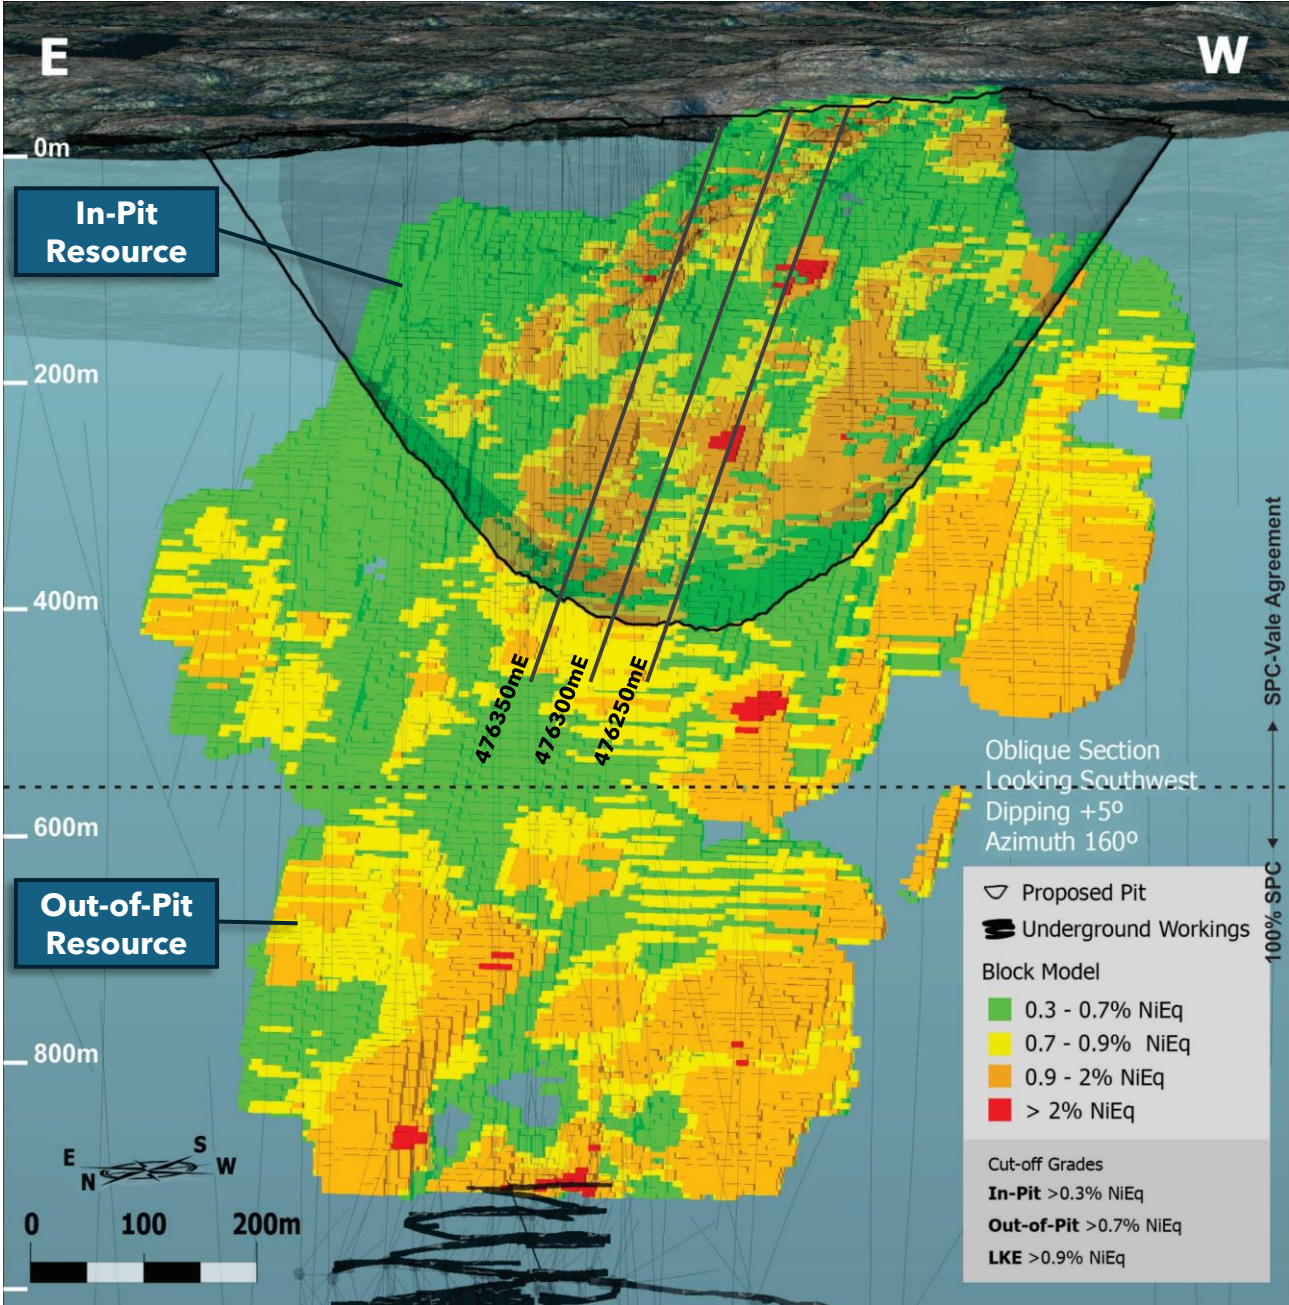 E
W
0m
In-Pit
Resource
200m
400m
476350mE
476300mE
476250mE
SPC-Vale Agreement
100% SPC
Oblique Section
Looking Southwest
Dipping +5º
Azimuth 160º
600m
Out-of-Pit
Resource
800m
Proposed Pit
Underground Workings
Block Model
0.3 - 0.7% NiEq
0.7 - 0.9% NiEq
0.9 - 2% NiEq
> 2% NiEq
Cut-off Grades
In-Pit >0.3% NiEq
Out-of-Pit >0.7% NiEq
LKE >0.9% NiEq
E
S
N
W
0 100 200m